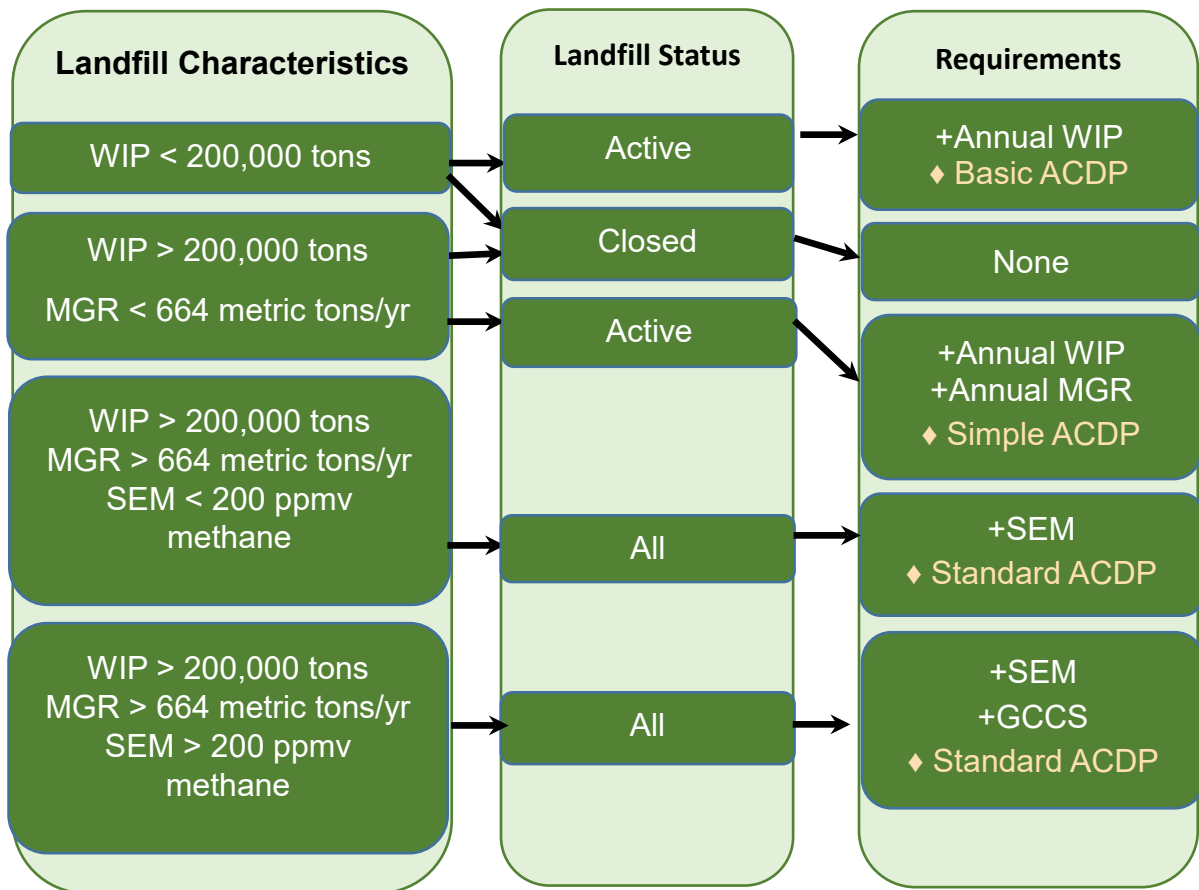 Landfill Characteristics
WIP < 200,000 tons
WIP > 200,000 tons
MGR < 664 metric tons/yr
WIP > 200,000 tons
MGR > 664 metric tons/yr
SEM < 200 ppmv
methane
WIP > 200,000 tons
MGR > 664 metric tons/yr
SEM > 200 ppmv
methane
Landfill Status
Active
Closed
Active
All
All
Requirements
+Annual WIP
♦ Basic ACDP
None
+Annual WIP
+Annual MGR
♦ Simple ACDP
+SEM
♦ Standard ACDP
+SEM
+GCCS
♦ Standard ACDP